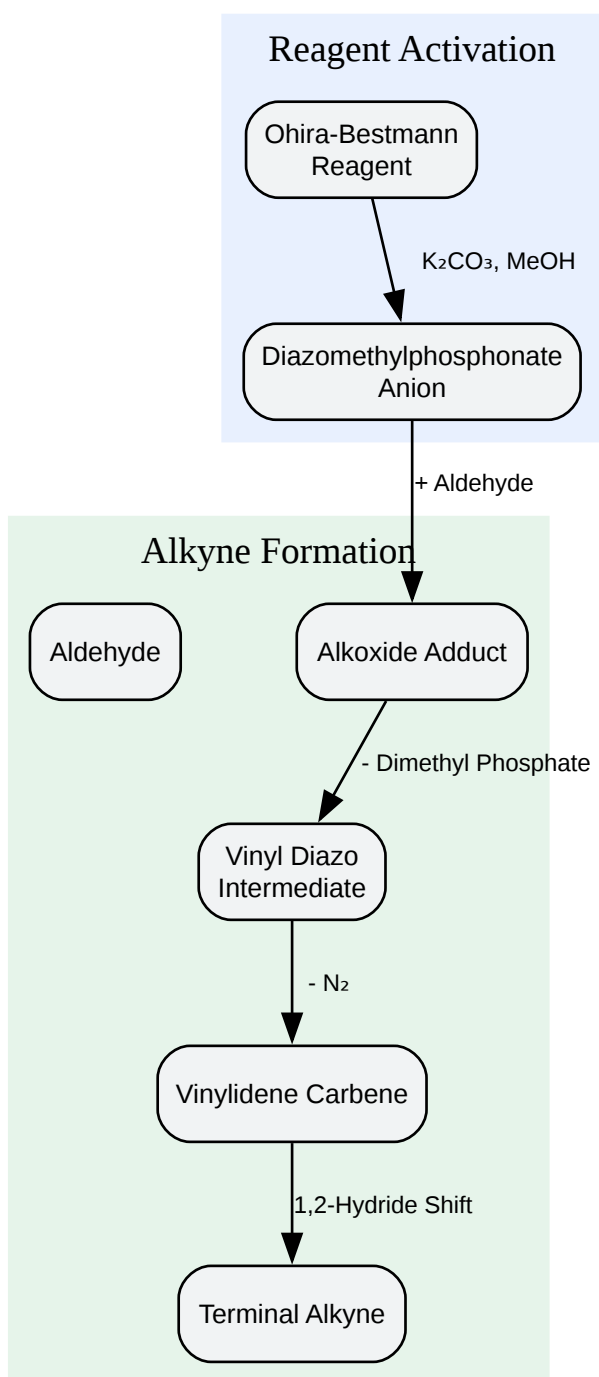 Reagent Activation
Ohira-Bestmann
Reagent
K₂CO₃, MeOH
Diazomethylphosphonate
Anion
+ Aldehyde
Alkyne Formation
Aldehyde
Alkoxide Adduct
- Dimethyl Phosphate
Vinyl Diazo
Intermediate
- N₂
Vinylidene Carbene
1,2-Hydride Shift
Terminal Alkyne